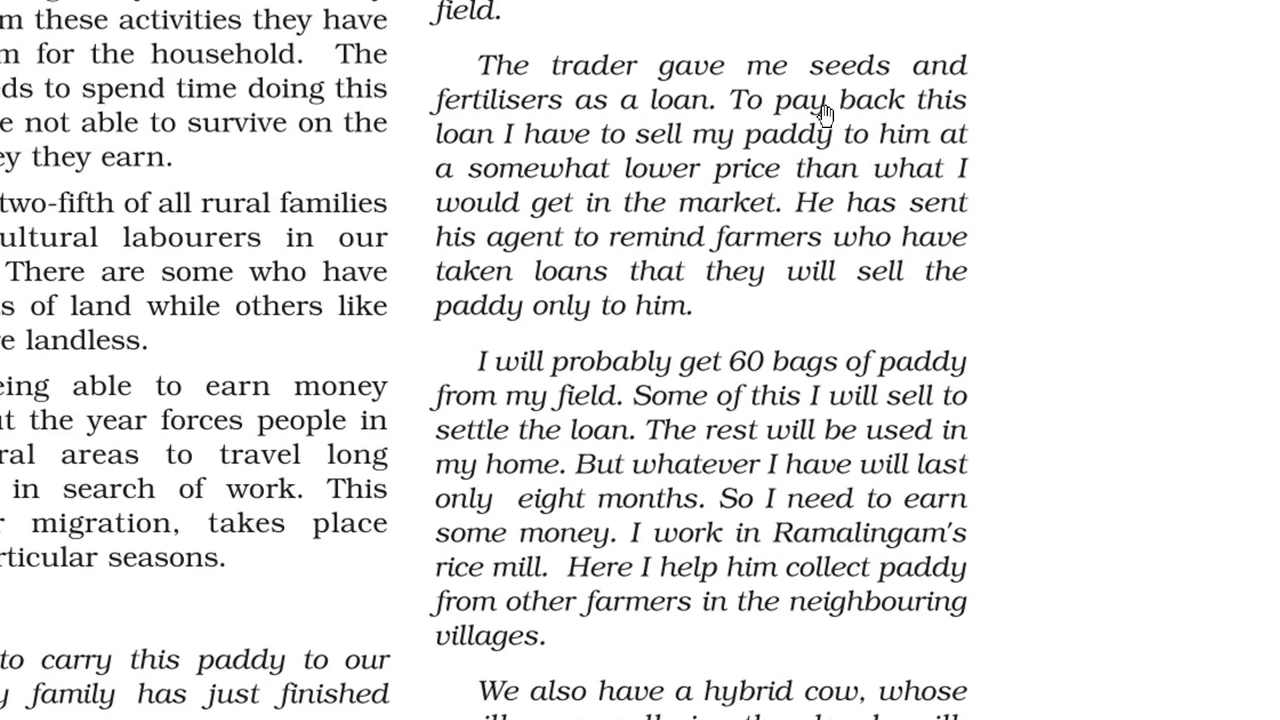 m these activities they have
m for the household. The
ds to spend time doing this
e not able to survive on the
ey they earn.
two-fifth of all rural families
ultural labourers in our
There are some who have
s of land while others like
e landless.
eing able to earn money
ut the year forces people in
ral areas to travel long
in search of work. This
r migration, takes place
rticular seasons.
to carry this paddy to our
y family has just finished
field.
The trader gave me seeds and
fertilisers as a loan. To pay back this
loan I have to sell my paddy to him at
a somewhat lower price than what I
would get in the market. He has sent
his agent to remind farmers who have
taken loans that they will sell the
paddy only to him.
I will probably get 60 bags of paddy
from my field. Some of this I will sell to
settle the loan. The rest will be used in
my home. But whatever I have will last
only eight months. So I need to earn
some money. I work in Ramalingam's
rice mill. Here I help him collect paddy
from other farmers in the neighbouring
villages.
We also have a hybrid cow, whose